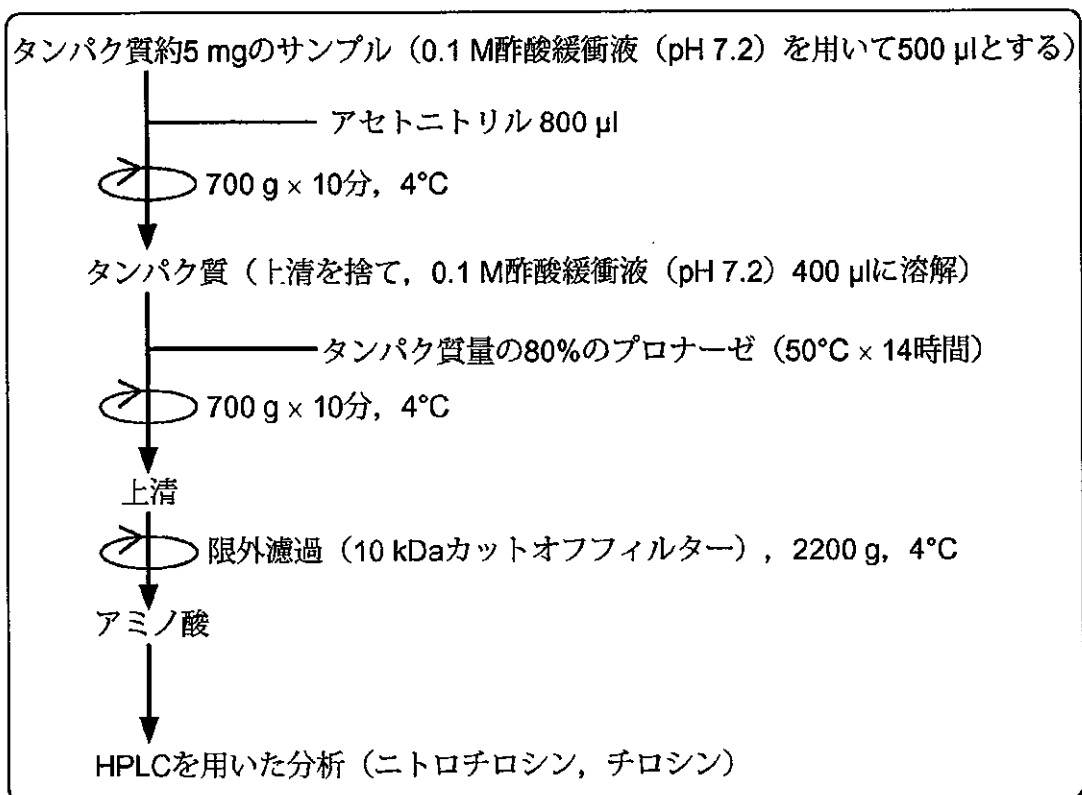 タンパク質約5 mgのサンプル（0.1 M酢酸緩衝液（pH 7.2）を用いて500 µlとする）
アセトニトリル 800 µl
700 g × 10分，4°C
タンパク質（上清を捨て，0.1 M酢酸緩衝液（pH 7.2）400 µlに溶解）
タンパク質量の80%のプロナーゼ（50°C × 14時間）
700 g × 10分，4°C
上清
限外濾過（10 kDaカットオフフィルター），2200 g，4°C
アミノ酸
HPLCを用いた分析（ニトロチロシン，チロシン）